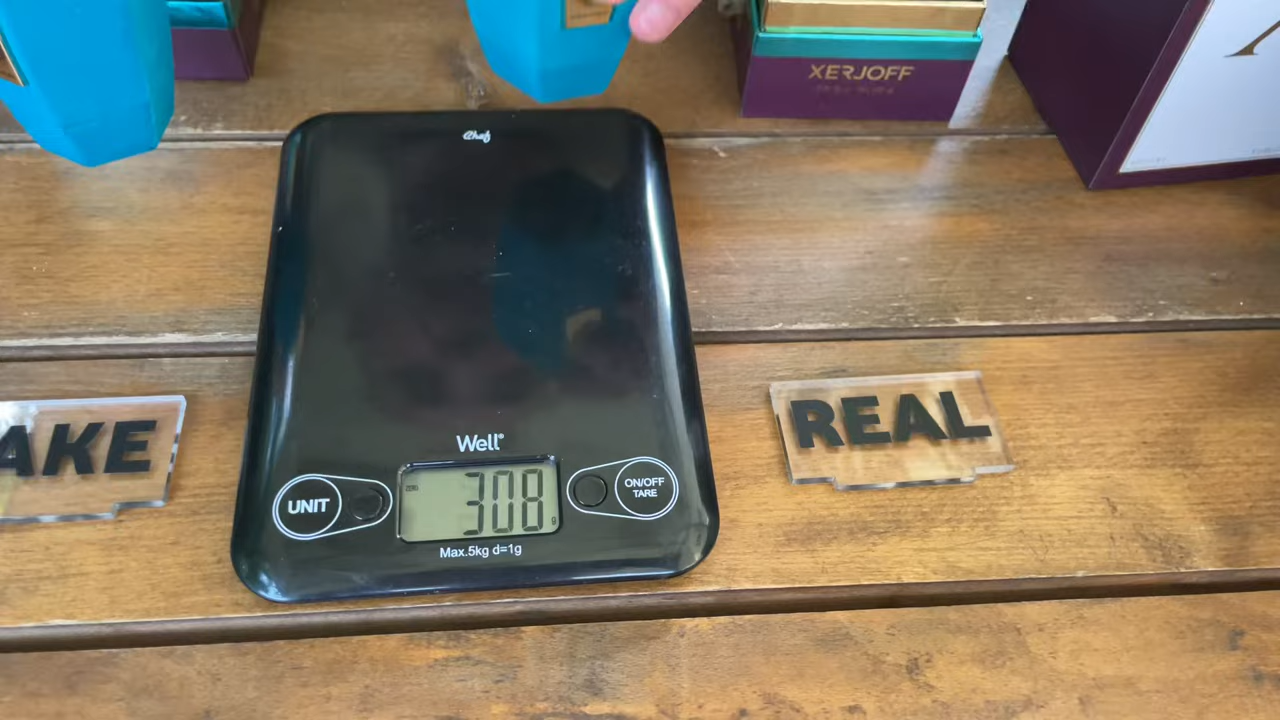 XERJOFF
Chef
REAL
AKE
Well®
UNIT
308
g
ON/OFF
TARE
Max.5kg d=1g